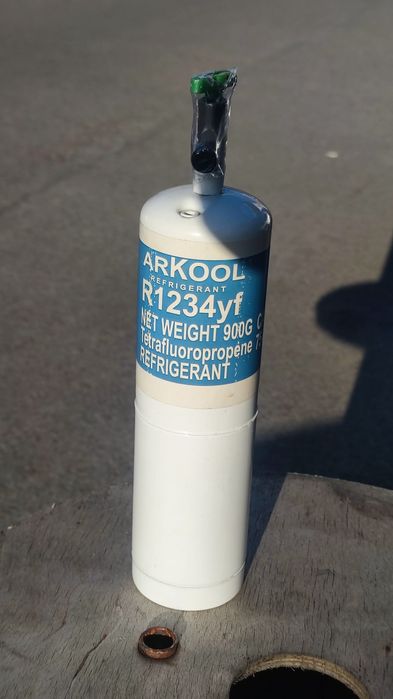 ARKOOL
REFRIGERANT
R1234yf
NET WEIGHT 900G
Tetrafluoropropene
REFRIGERANT